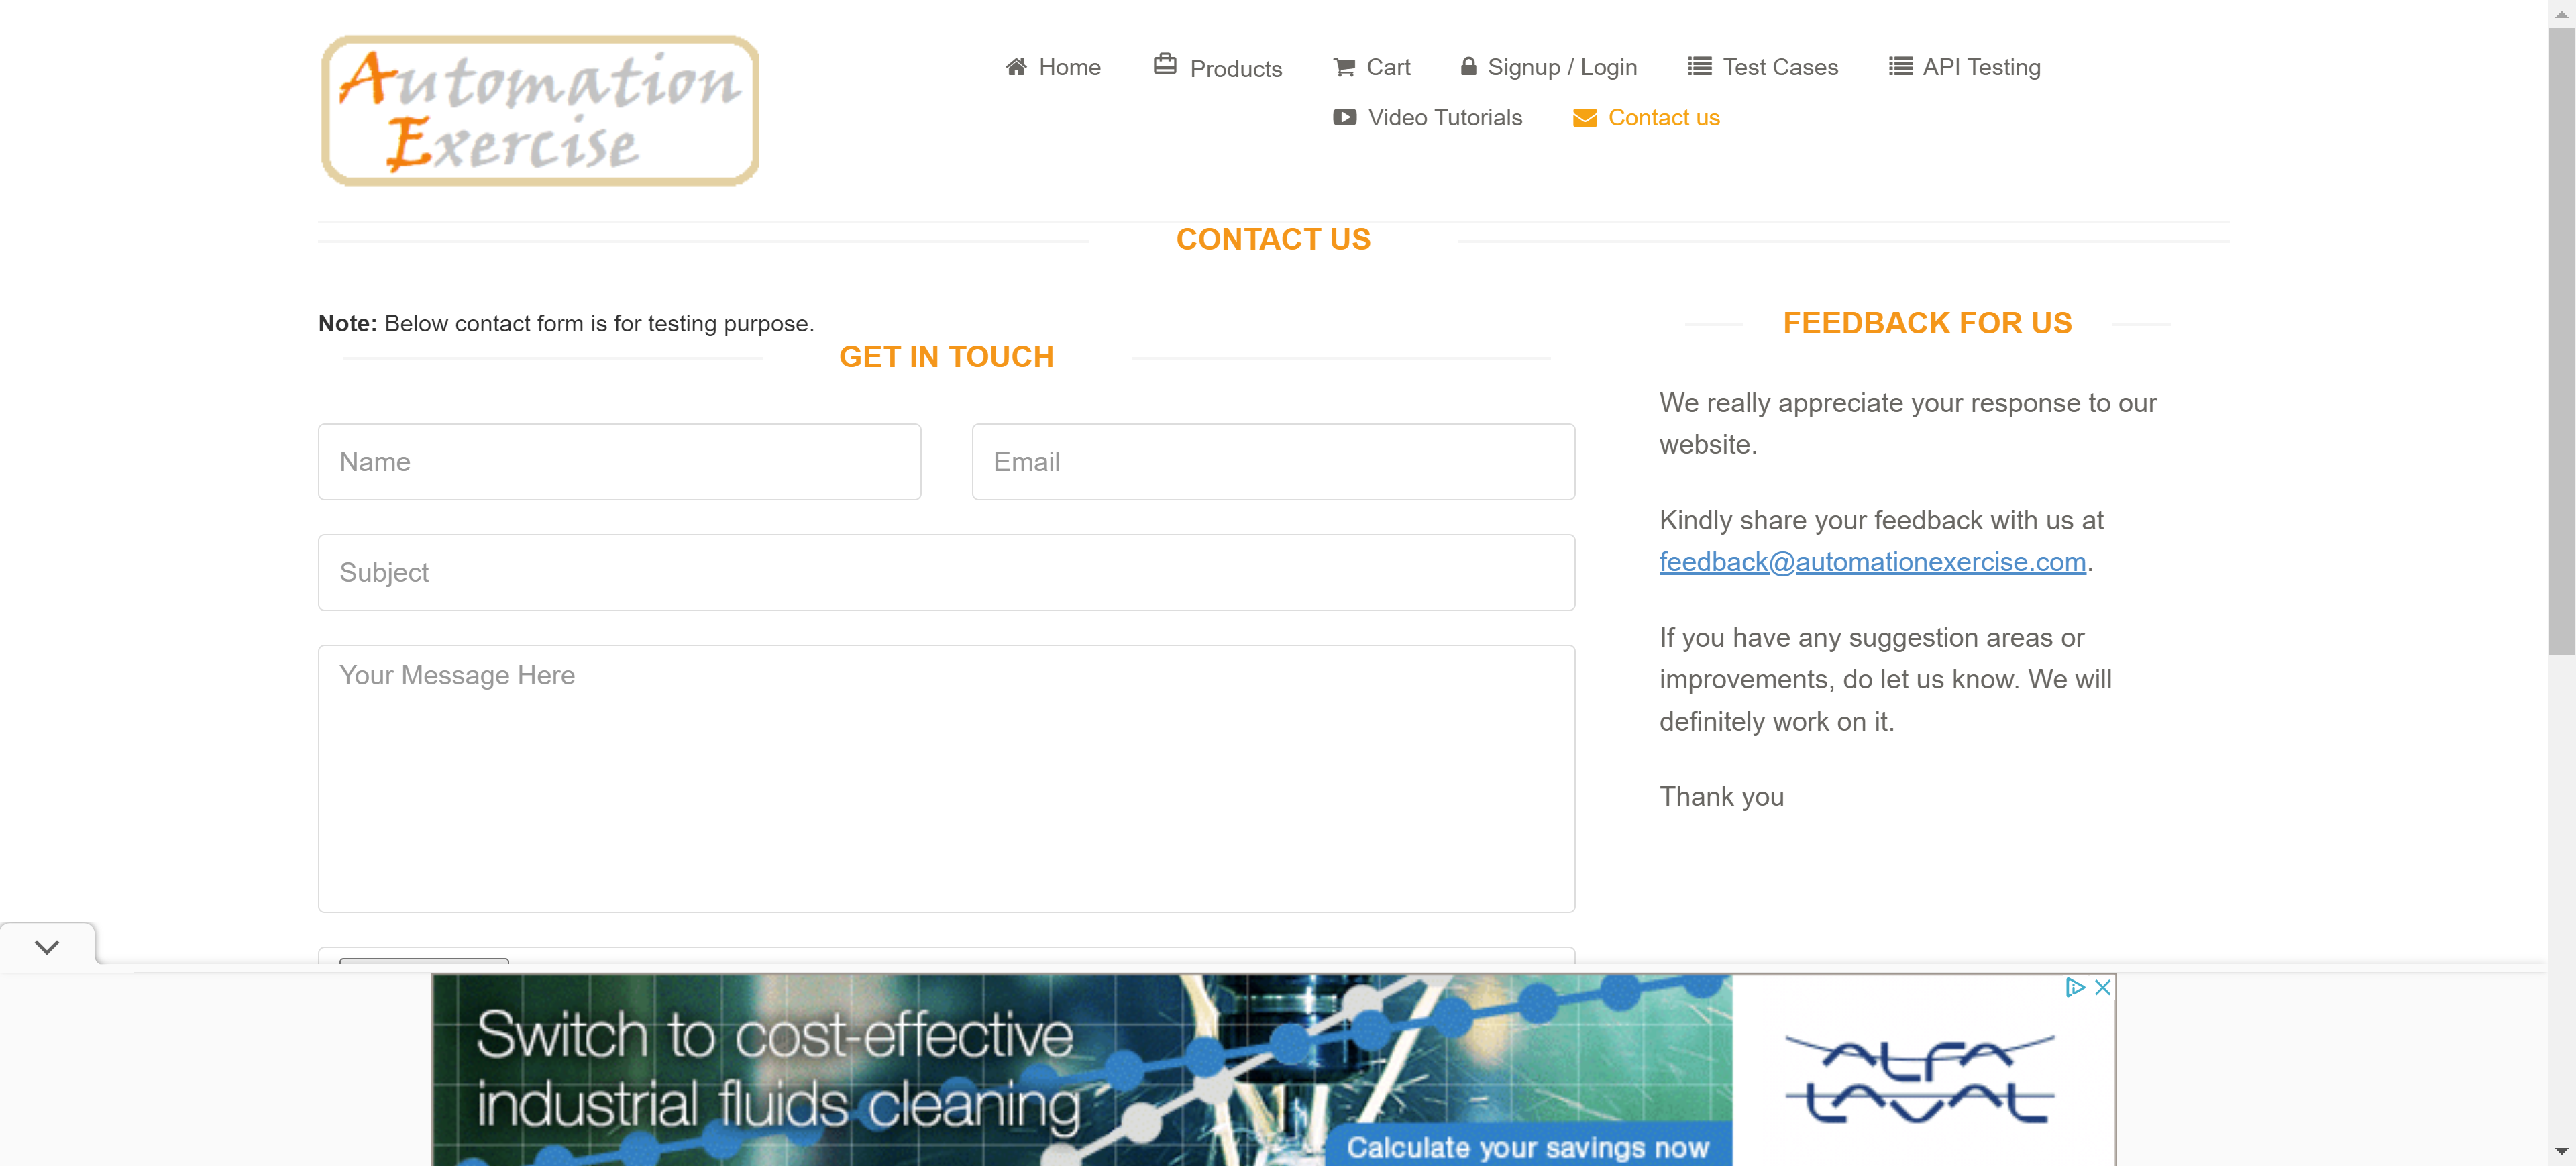 Automation
Exercise
Home
Products
Cart
Signup / Login
Test Cases
API Testing
Video Tutorials
Contact us
CONTACT US
Note: Below contact form is for testing purpose.
GET IN TOUCH
Name
Email
Subject
Your Message Here
FEEDBACK FOR US
We really appreciate your response to our
website.
Kindly share your feedback with us at
feedback@automationexercise.com.
If you have any suggestion areas or
improvements, do let us know. We will
definitely work on it.
Thank you
Switch to cost-effective
industrial fluids cleaning
Calculate your savings now
ALFA
LAVAL